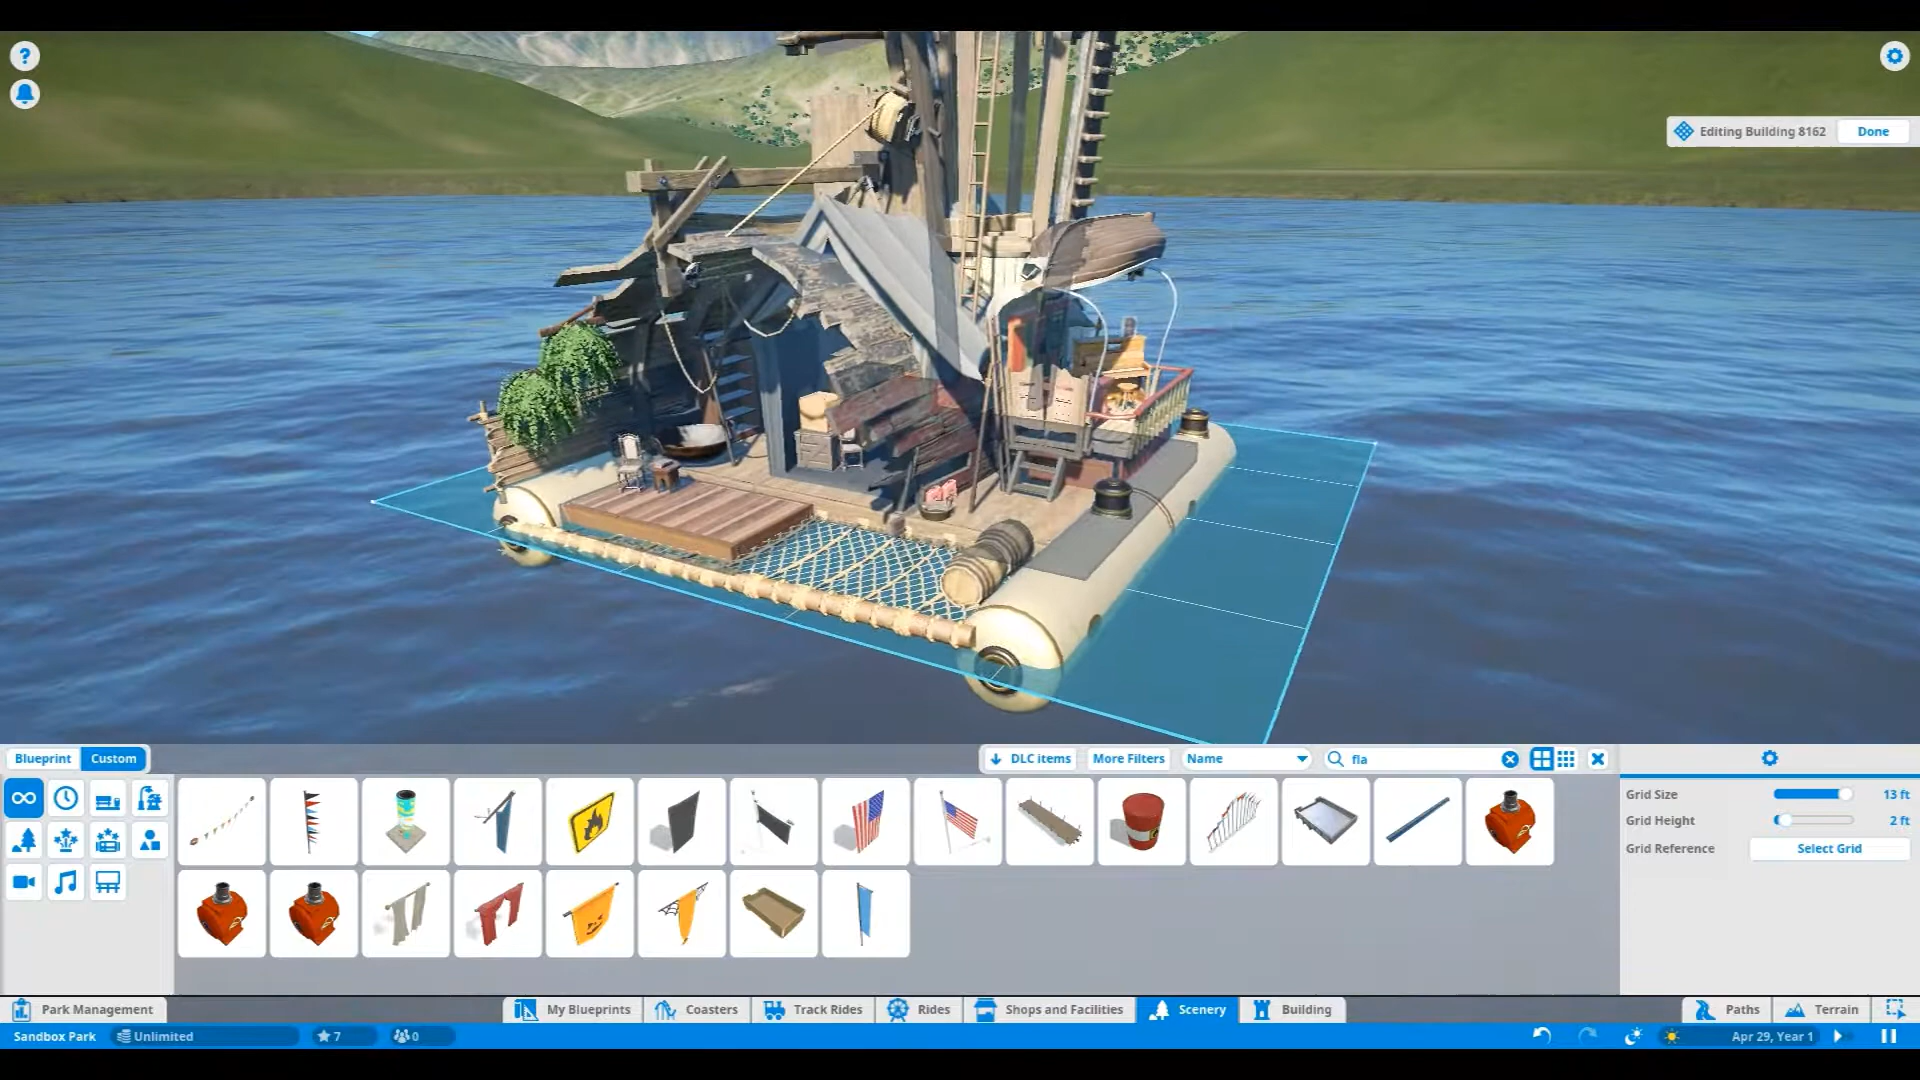 ?
Editing Building 8162
Done
Blueprint
Custom
DLC items
More Filters
Name
fla
Grid Size
13 ft
Grid Height
2 ft
Grid Reference
Select Grid
Park Management
My Blueprints
Coasters
Track Rides
Rides
Shops and Facilities
Scenery
Building
Paths
Terrain
Sandbox Park
Unlimited
7
0
Apr 29, Year 1